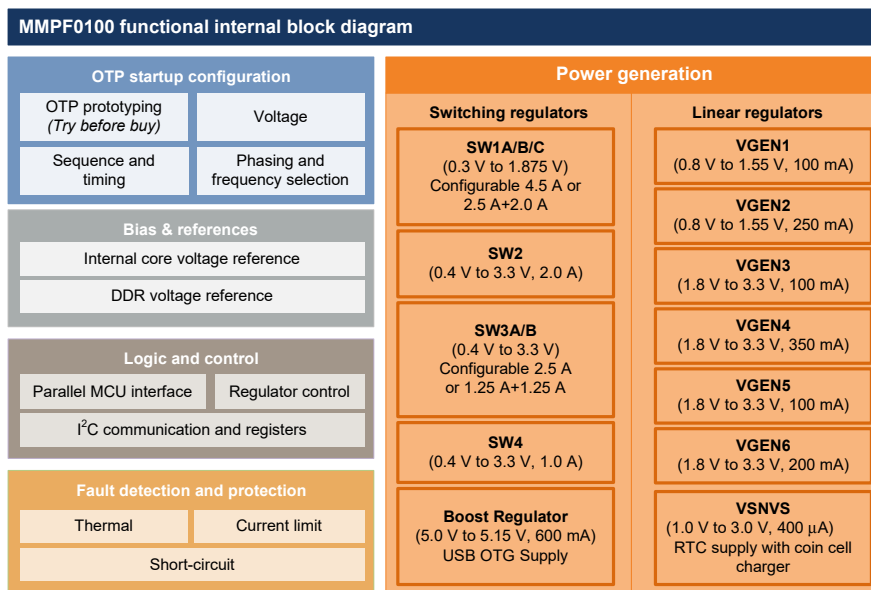 MMPF0100 functional internal block diagram
OTP startup configuration
OTP prototyping
(Try before buy)
Voltage
Sequence and
timing
Phasing and
frequency selection
Bias & references
Internal core voltage reference
DDR voltage reference
Logic and control
Parallel MCU interface
Regulator control
I²C communication and registers
Fault detection and protection
Thermal
Current limit
Short-circuit
Power generation
Switching regulators
SW1A/B/C
(0.3 V to 1.875 V)
Configurable 4.5 A or
2.5 A+2.0 A
SW2
(0.4 V to 3.3 V, 2.0 A)
SW3A/B
(0.4 V to 3.3 V)
Configurable 2.5 A
or 1.25 A+1.25 A
SW4
(0.4 V to 3.3 V, 1.0 A)
Boost Regulator
(5.0 V to 5.15 V, 600 mA)
USB OTG Supply
Linear regulators
VGEN1
(0.8 V to 1.55 V, 100 mA)
VGEN2
(0.8 V to 1.55 V, 250 mA)
VGEN3
(1.8 V to 3.3 V, 100 mA)
VGEN4
(1.8 V to 3.3 V, 350 mA)
VGEN5
(1.8 V to 3.3 V, 100 mA)
VGEN6
(1.8 V to 3.3 V, 200 mA)
VSNVS
(1.0 V to 3.0 V, 400 μA)
RTC supply with coin cell
charger